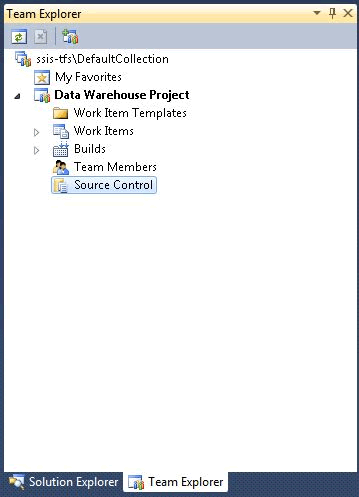 Team Explorer
ssis-tfs\DefaultCollection
My Favorites
Data Warehouse Project
Work Item Templates
Work Items
Builds
Team Members
Source Control
Solution Explorer
Team Explorer